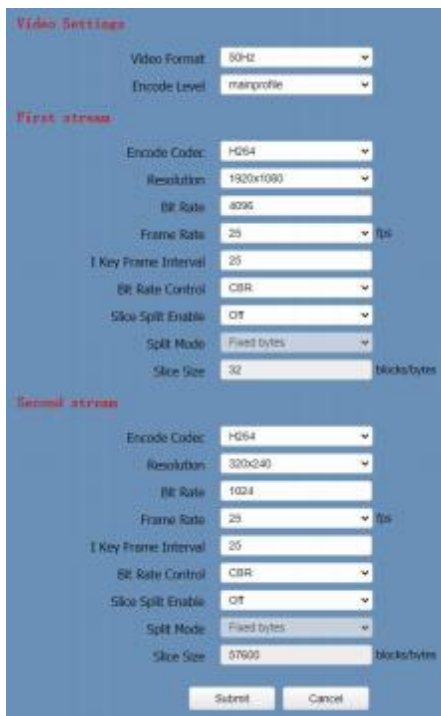 Video Settings
Video Format 50Hz
Encode Level mainprofile
First stream
Encode Codec H264
Resolution 1920x1080
Bit Rate 4096
Frame Rate 25 fps
I Key Frame Interval 25
Bit Rate Control CBR
Slice Split Enable Off
Split Mode Fixed bytes
Slice Size 32 blocks/bytes
Second stream
Encode Codec H264
Resolution 320x240
Bit Rate 1024
Frame Rate 25 fps
I Key Frame Interval 25
Bit Rate Control CBR
Slice Split Enable Off
Split Mode Fixed bytes
Slice Size 57600 blocks/bytes
Submit Cancel